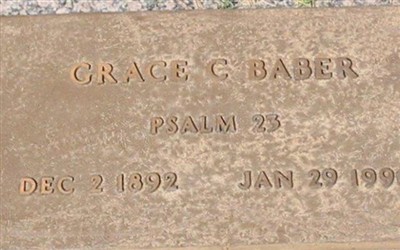 GRACE C BABER
PSALM 23
DEC 2 1892 JAN 29